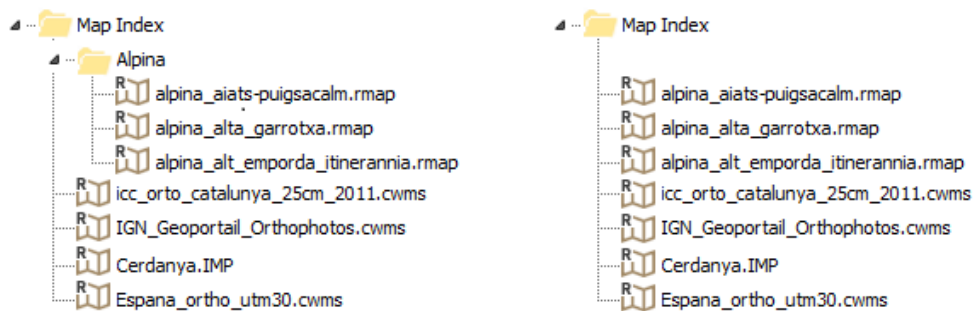 Map Index
Alpina
R alpina_aiats-puigsacalm.rmap
R alpina_alta_garrotxa.rmap
R alpina_alt_emporda_itinerannia.rmap
R icc_orto_catalunya_25cm_2011.cwms
R IGN_Geoportail_Orthophotos.cwms
R Cerdanya.IMP
R Espana_ortho_utm30.cwms
Map Index
R alpina_aiats-puigsacalm.rmap
R alpina_alta_garrotxa.rmap
R alpina_alt_emporda_itinerannia.rmap
R icc_orto_catalunya_25cm_2011.cwms
R IGN_Geoportail_Orthophotos.cwms
R Cerdanya.IMP
R Espana_ortho_utm30.cwms